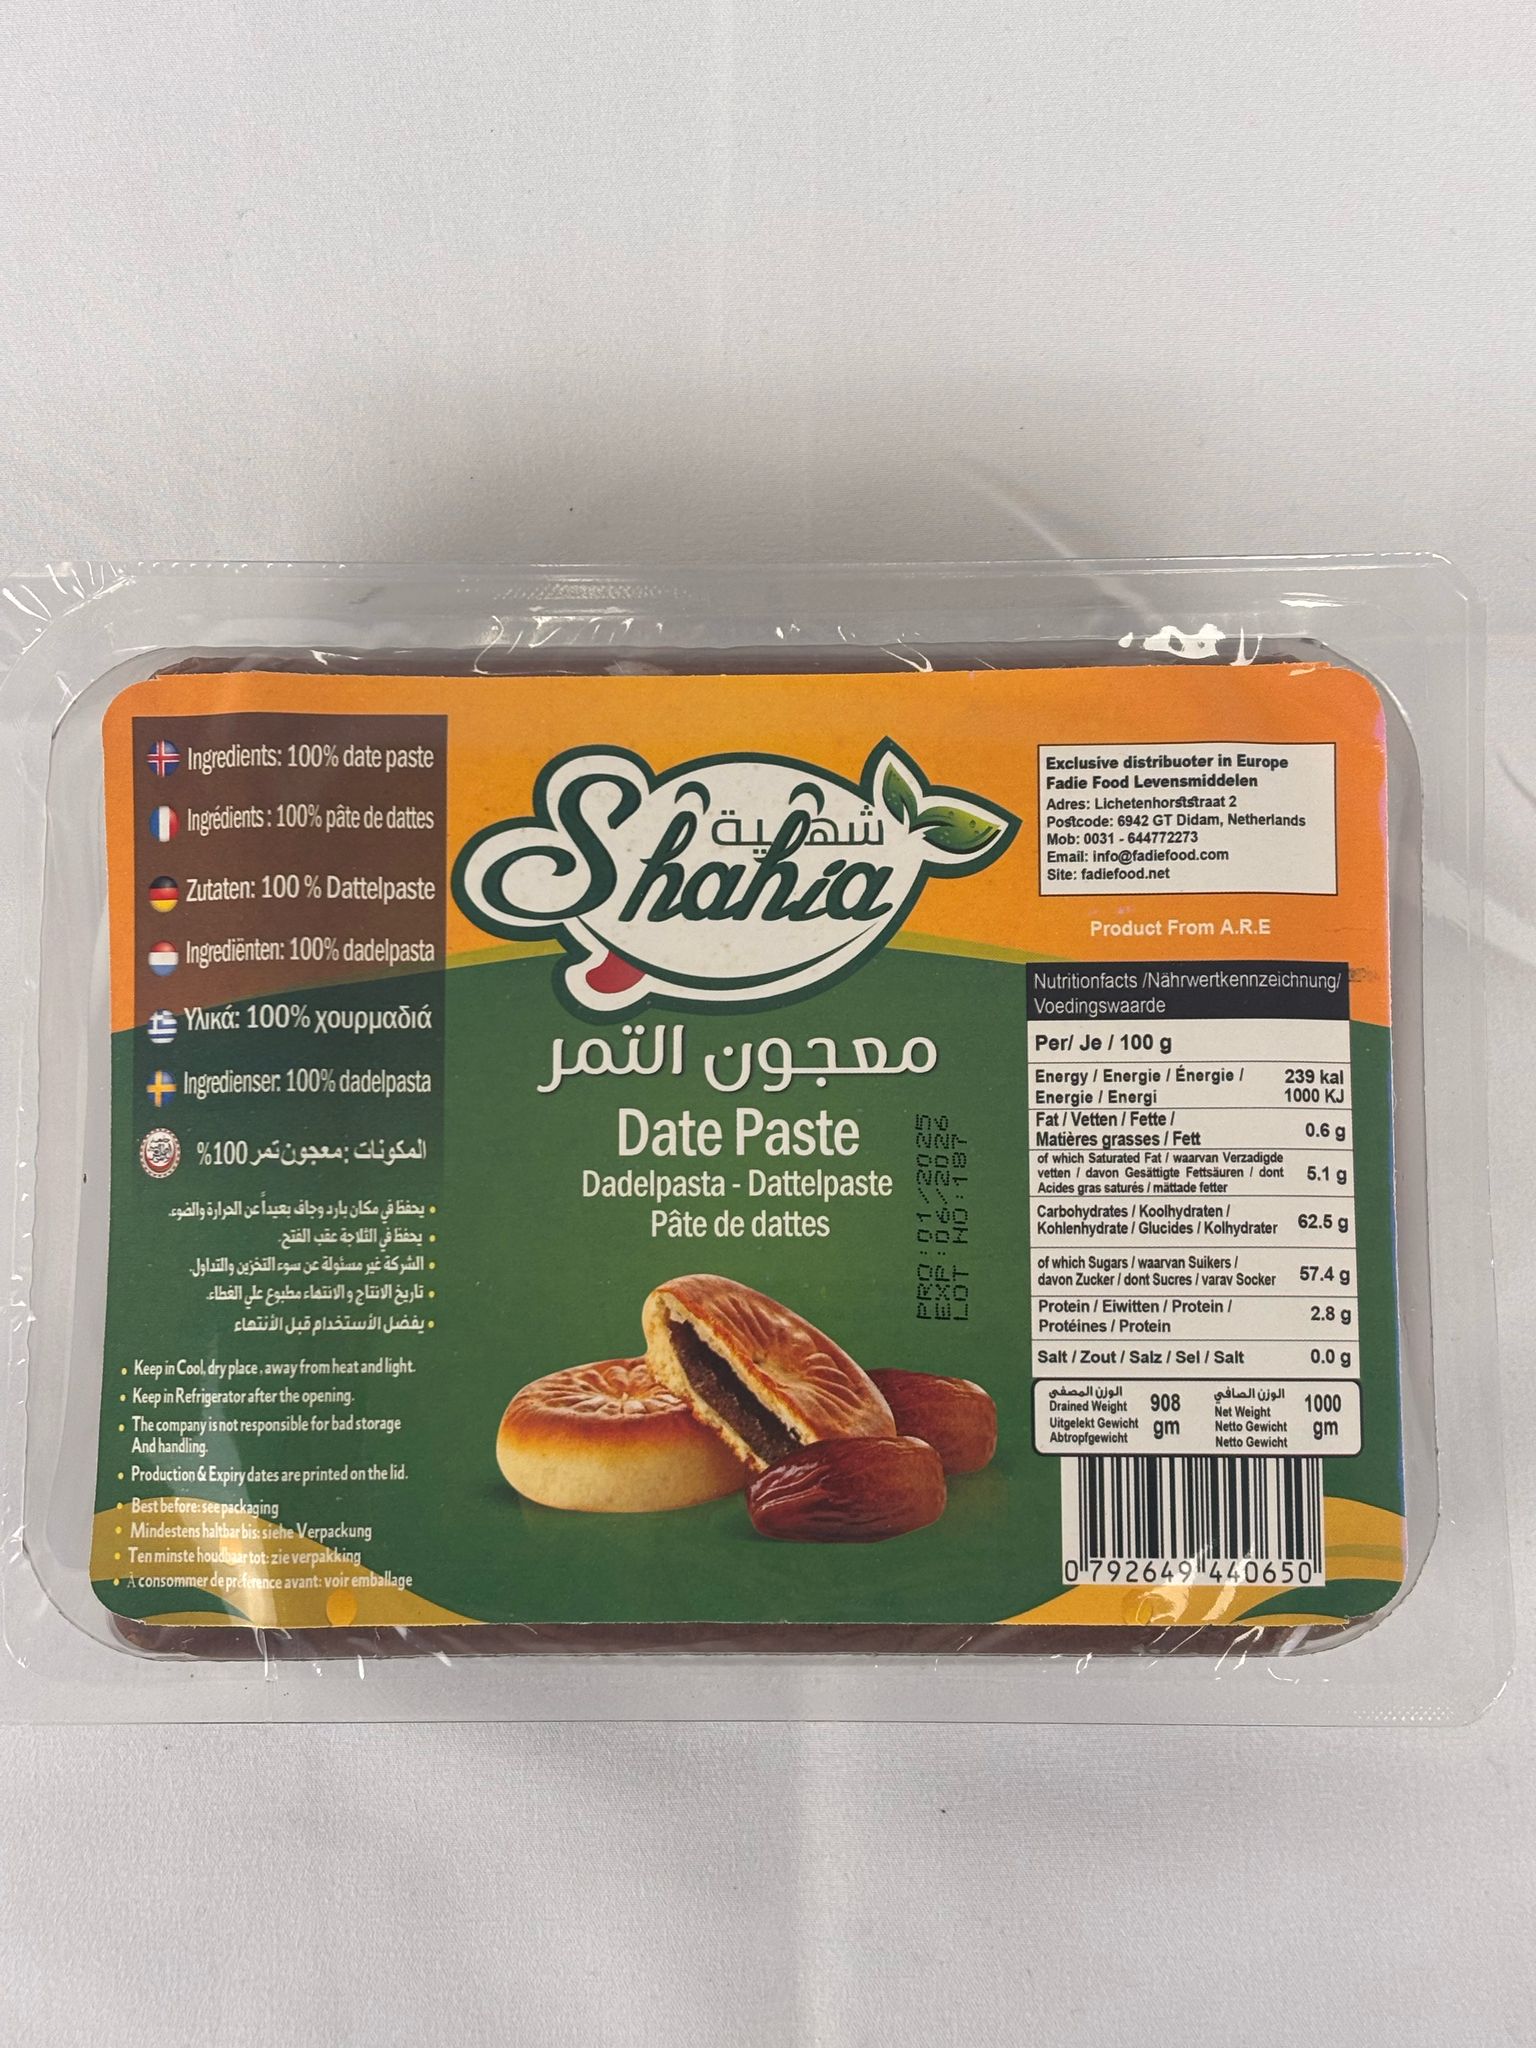 Ingredients: 100% date paste
Ingrédients : 100% pâte de dattes
Zutaten: 100 % Dattelpaste
Ingrediënten: 100% dadelpasta
Υλικά: 100% χουρμαδιά
Ingredienser: 100% dadelpasta
المكونات : معجون تمر 100%
• يحفظ في مكان بارد وجاف بعيداً عن الحرارة والضوء.
• يحفظ في الثلاجة عقب الفتح.
• الشركة غير مسئولة عن سوء التخزين والتداول.
• تاريخ الانتاج و الانتهاء مطبوع علي الغطاء.
• يفضل الأستخدام قبل الأنتهاء
• Keep in Cool, dry place , away from heat and light.
• Keep in Refrigerator after the opening.
• The company is not responsible for bad storage
And handling.
• Production & Expiry dates are printed on the lid.
• Best before: see packaging
• Mindestens haltbar bis: siehe Verpackung
• Ten minste houdbaar tot: zie verpakking
• À consommer de préférence avant: voir emballage
شهية
Shahia
معجون التمر
Date Paste
Dadelpasta - Dattelpaste
Pâte de dattes
PRO:01/2025
EXP:06/2026
LOT NO:187
Exclusive distribuoter in Europe
Fadie Food Levensmiddelen
Adres: Lichetenhorststraat 2
Postcode: 6942 GT Didam, Netherlands
Mob: 0031 - 644772273
Email: info@fadiefood.com
Site: fadiefood.net
Product From A.R.E
Nutritionfacts /Nährwertkennzeichnung/
Voedingswaarde
Per/ Je / 100 g
Energy / Energie / Énergie / 239 kal
Energie / Energi 1000 KJ
Fat / Vetten / Fette /
Matières grasses / Fett 0.6 g
of which Saturated Fat / waarvan Verzadigde
vetten / davon Gesättigte Fettsäuren / dont
Acides gras saturés / mättade fetter 5.1 g
Carbohydrates / Koolhydraten /
Kohlenhydrate / Glucides / Kolhydrater 62.5 g
of which Sugars / waarvan Suikers /
davon Zucker / dont Sucres / varav Socker 57.4 g
Protein / Eiwitten / Protein /
Protéines / Protein 2.8 g
Salt / Zout / Salz / Sel / Salt 0.0 g
الوزن المصفي
Drained Weight
Uitgelekt Gewicht
Abtropfgewicht
908
gm
الوزن الصافي
Net Weight
Netto Gewicht
Netto Gewicht
1000
gm
0 792649 440650